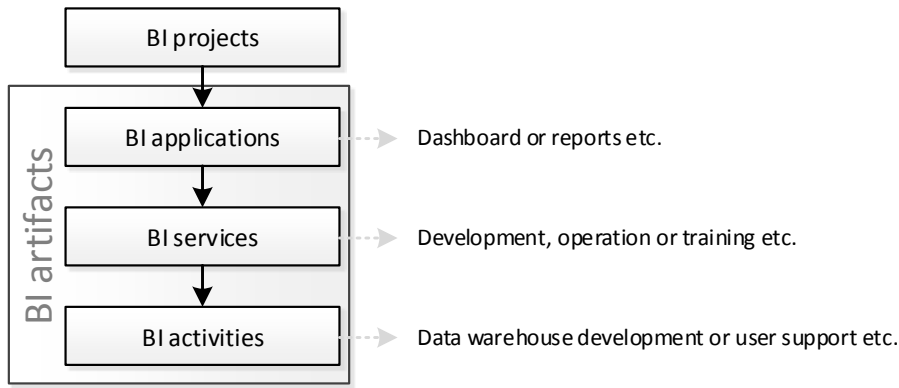 BI projects
BI artifacts
BI applications
Dashboard or reports etc.
BI services
Development, operation or training etc.
BI activities
Data warehouse development or user support etc.